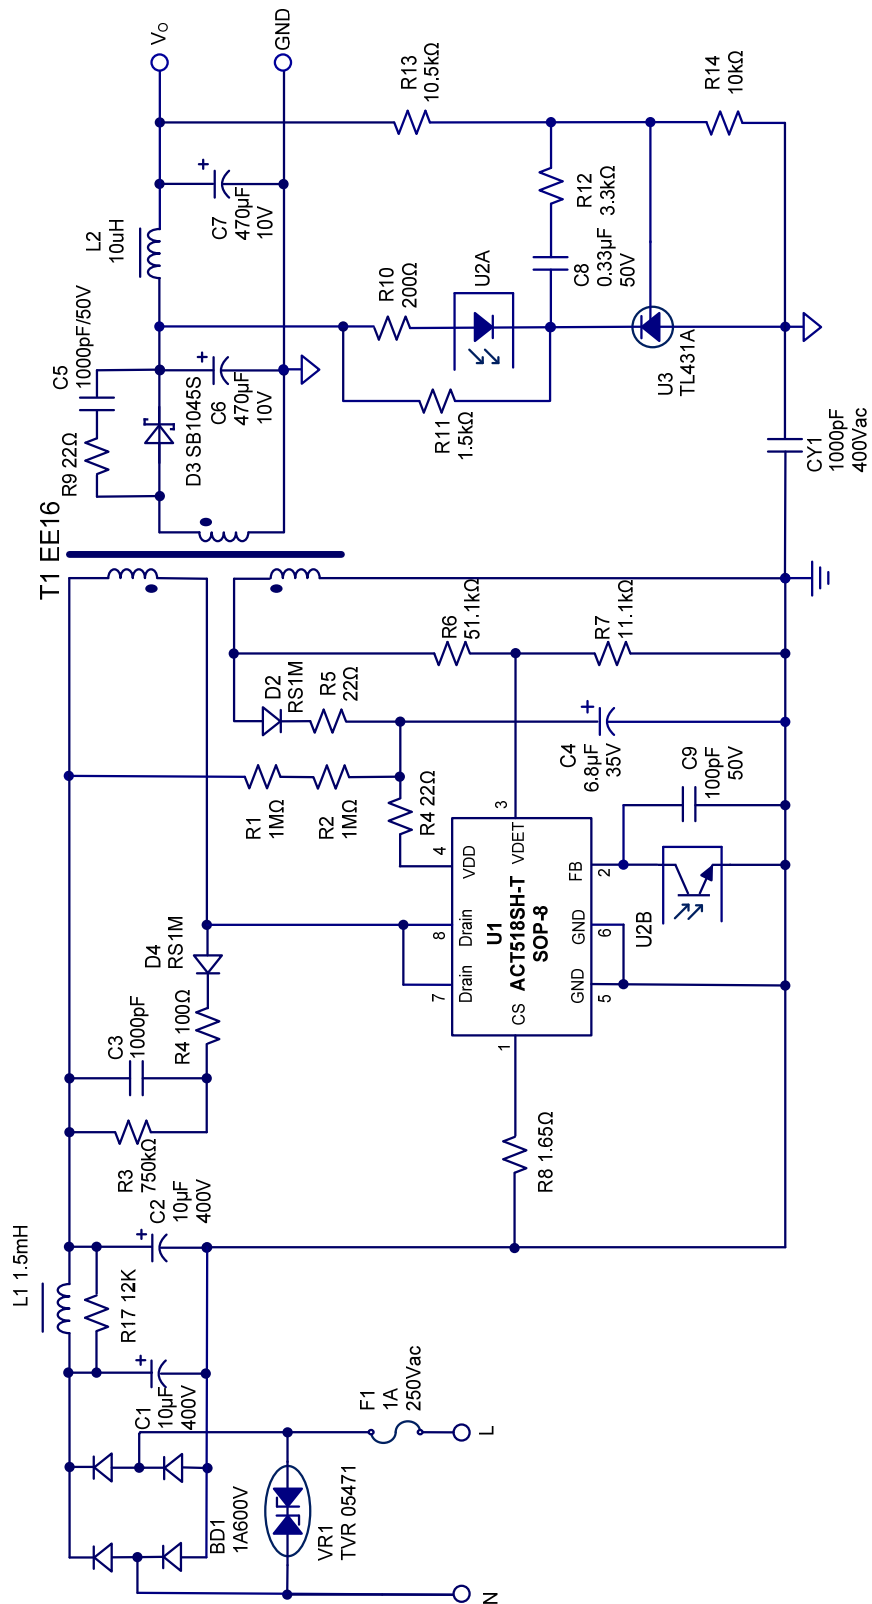 L1 1.5mH
R17 12K
C1
10µF
400V
C2
10µF
400V
BD1
1A600V
VR1
TVR 05471
F1
1A
250Vac
L
N
R3
750kΩ
C3
1000pF
R4 100Ω
D4
RS1M
R1
1MΩ
R2
1MΩ
R4 22Ω
D2
RS1M
R5
22Ω
R6
51.1kΩ
R7
11.1kΩ
C4
6.8µF
35V
+
+
+
C9
100pF
50V
U2B
R8 1.65Ω
U1
ACT518SH-T
SOP-8
CS
1
Drain
7
Drain
8
VDD
4
VDET
3
FB
2
GND
6
GND
5
T1 EE16
R9 22Ω
C5
1000pF/50V
D3 SB1045S
C6
470µF
10V
+
L2
10uH
C7
470µF
10V
+
VO
GND
R10
200Ω
R11
1.5kΩ
U2A
C8
0.33µF
50V
R12
3.3kΩ
R13
10.5kΩ
R14
10kΩ
U3
TL431A
CY1
1000pF
400Vac